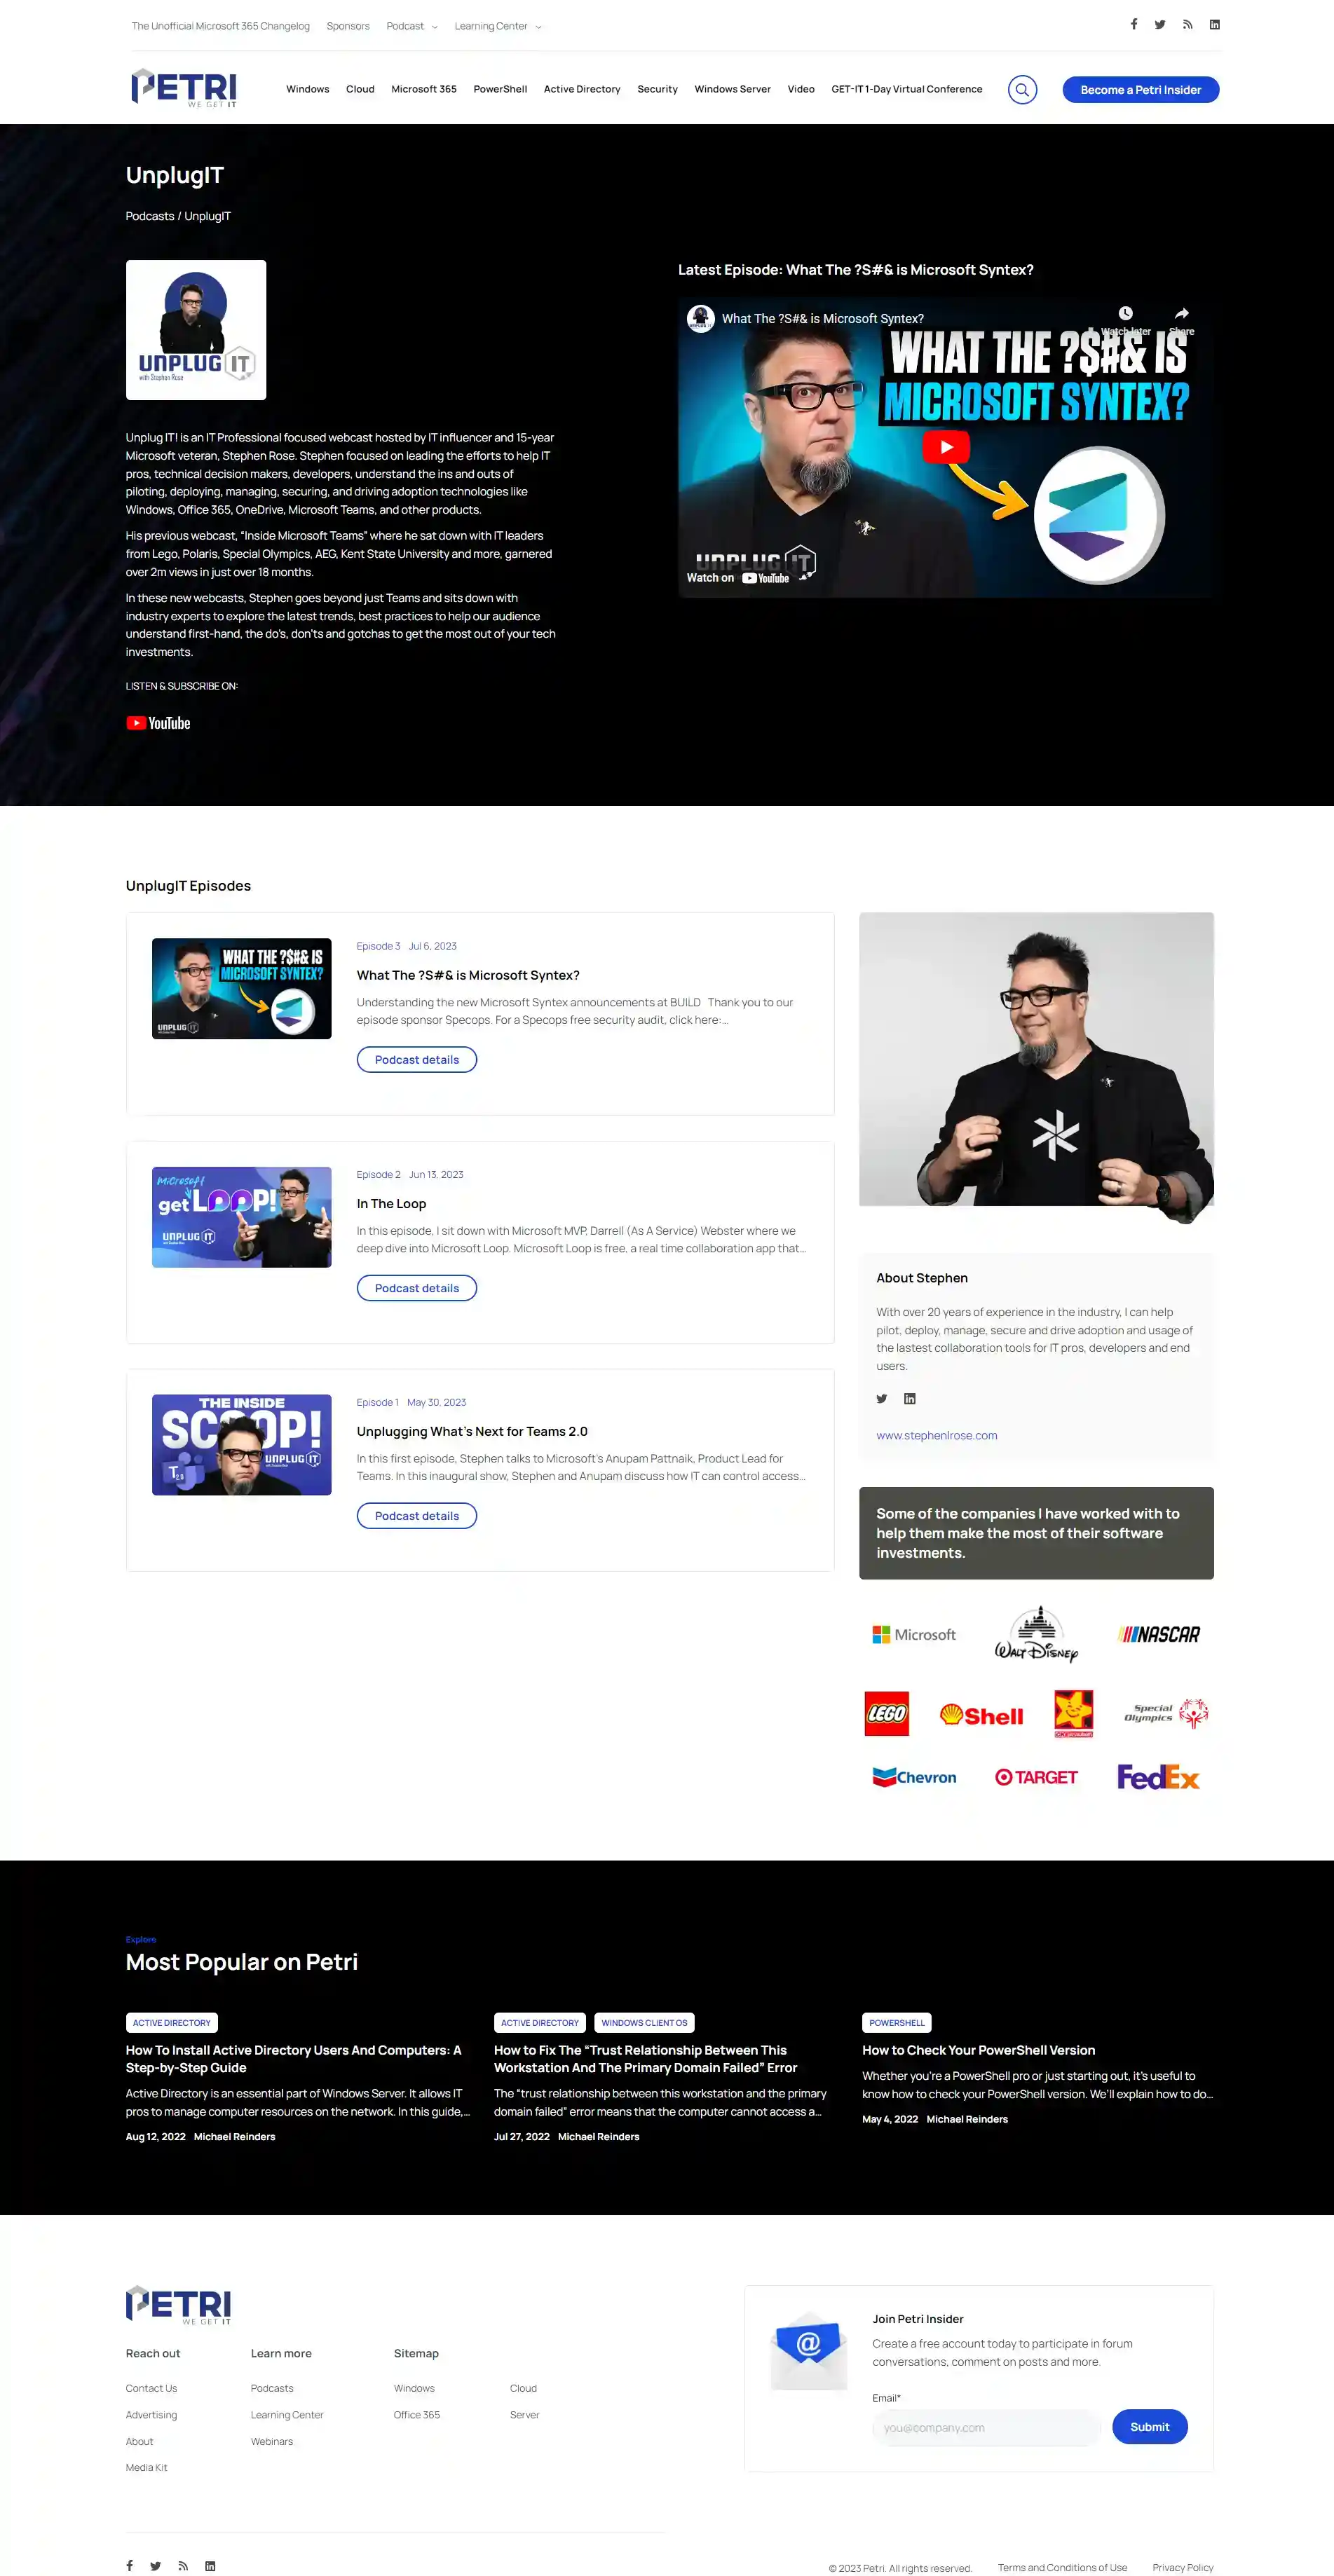 The Unofficial Microsoft 365 Changelog Sponsors Podcast Learning Center
PETRI
WE GET IT
Windows Cloud Microsoft 365 PowerShell Active Directory Security Windows Server Video GET-IT 1-Day Virtual Conference
Become a Petri Insider
UnplugIT
Podcasts / UnplugIT
UNPLUG IT
with Stephen Rose
Unplug IT! is an IT Professional focused webcast hosted by IT influencer and 15-year
Microsoft veteran, Stephen Rose. Stephen focused on leading the efforts to help IT
pros, technical decision makers, developers, understand the ins and outs of
piloting, deploying, managing, securing, and driving adoption technologies like
Windows, Office 365, OneDrive, Microsoft Teams, and other products.
His previous webcast, “Inside Microsoft Teams” where he sat down with IT leaders
from Lego, Polaris, Special Olympics, AEG, Kent State University and more, garnered
over 2m views in just over 18 months.
In these new webcasts, Stephen goes beyond just Teams and sits down with
industry experts to explore the latest trends, best practices to help our audience
understand first-hand, the do’s, don’ts and gotchas to get the most out of your tech
investments.
LISTEN & SUBSCRIBE ON:
YouTube
Latest Episode: What The ?S#& is Microsoft Syntex?
What The ?S#& is Microsoft Syntex?
Watch later Share
WHAT THE ?$#& IS
MICROSOFT SYNTEX?
UNPLUG IT
Watch on YouTube
UnplugIT Episodes
WHAT THE ?$#& IS
MICROSOFT SYNTEX?
UNPLUG IT
Episode 3 Jul 6, 2023
What The ?S#& is Microsoft Syntex?
Understanding the new Microsoft Syntex announcements at BUILD Thank you to our
episode sponsor Specops. For a Specops free security audit, click here:...
Podcast details
Microsoft
get LOOP!
UNPLUG IT
Episode 2 Jun 13, 2023
In The Loop
In this episode, I sit down with Microsoft MVP, Darrell (As A Service) Webster where we
deep dive into Microsoft Loop. Microsoft Loop is free, a real time collaboration app that...
Podcast details
THE INSIDE
SCOOP!
UNPLUG IT
T 2.0
Episode 1 May 30, 2023
Unplugging What’s Next for Teams 2.0
In this first episode, Stephen talks to Microsoft’s Anupam Pattnaik, Product Lead for
Teams. In this inaugural show, Stephen and Anupam discuss how IT can control access...
Podcast details
About Stephen
With over 20 years of experience in the industry, I can help
pilot, deploy, manage, secure and drive adoption and usage of
the lastest collaboration tools for IT pros, developers and end
users.
www.stephenlrose.com
Some of the companies I have worked with to
help them make the most of their software
investments.
Microsoft WALT DISNEY NASCAR
LEGO Shell Special Olympics
Chevron TARGET FedEx
Explore
Most Popular on Petri
ACTIVE DIRECTORY
How To Install Active Directory Users And Computers: A
Step-by-Step Guide
Active Directory is an essential part of Windows Server. It allows IT
pros to manage computer resources on the network. In this guide,...
Aug 12, 2022 Michael Reinders
ACTIVE DIRECTORY WINDOWS CLIENT OS
How to Fix The “Trust Relationship Between This
Workstation And The Primary Domain Failed” Error
The “trust relationship between this workstation and the primary
domain failed” error means that the computer cannot access a...
Jul 27, 2022 Michael Reinders
POWERSHELL
How to Check Your PowerShell Version
Whether you’re a PowerShell pro or just starting out, it’s useful to
know how to check your PowerShell version. We’ll explain how to do...
May 4, 2022 Michael Reinders
PETRI
WE GET IT
Reach out
Contact Us
Advertising
About
Media Kit
Learn more
Podcasts
Learning Center
Webinars
Sitemap
Windows Cloud
Office 365 Server
Join Petri Insider
Create a free account today to participate in forum
conversations, comment on posts and more.
Email*
you@company.com
Submit
© 2023 Petri. All rights reserved. Terms and Conditions of Use Privacy Policy